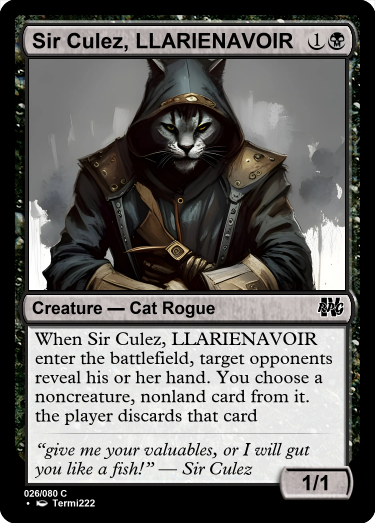 Sir Culez, LLARIENAVOIR 1
Creature — Cat Rogue RPG
When Sir Culez, LLARIENAVOIR
enter the battlefield, target opponents
reveal his or her hand. You choose a
noncreature, nonland card from it.
the player discards that card
“give me your valuables, or I will gut
you like a fish!” — Sir Culez
1/1
026/080 C
• Termi222